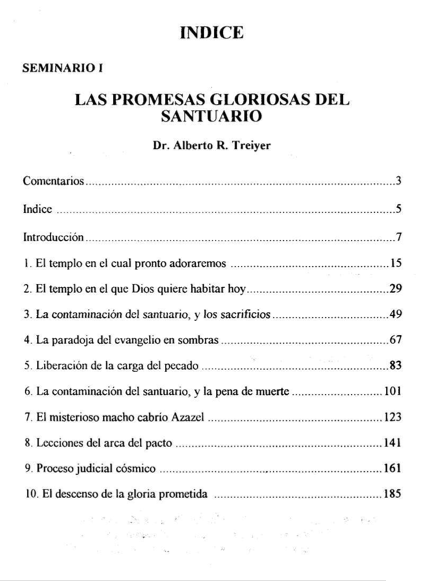 INDICE
SEMINARIO I
LAS PROMESAS GLORIOSAS DEL
SANTUARIO
Dr. Alberto R. Treiyer
Comentarios................................................................................................3
Indice .........................................................................................................5
Introducción................................................................................................7
1. El templo en el cual pronto adoraremos ................................................15
2. El templo en el que Dios quiere habitar hoy...........................................29
3. La contaminación del santuario, y los sacrificios...................................49
4. La paradoja del evangelio en sombras ...................................................67
5. Liberación de la carga del pecado .........................................................83
6. La contaminación del santuario, y la pena de muerte ............................101
7. El misterioso macho cabrío Azazel ......................................................123
8. Lecciones del arca del pacto ................................................................141
9. Proceso judicial cósmico .....................................................................161
10. El descenso de la gloria prometida ....................................................185